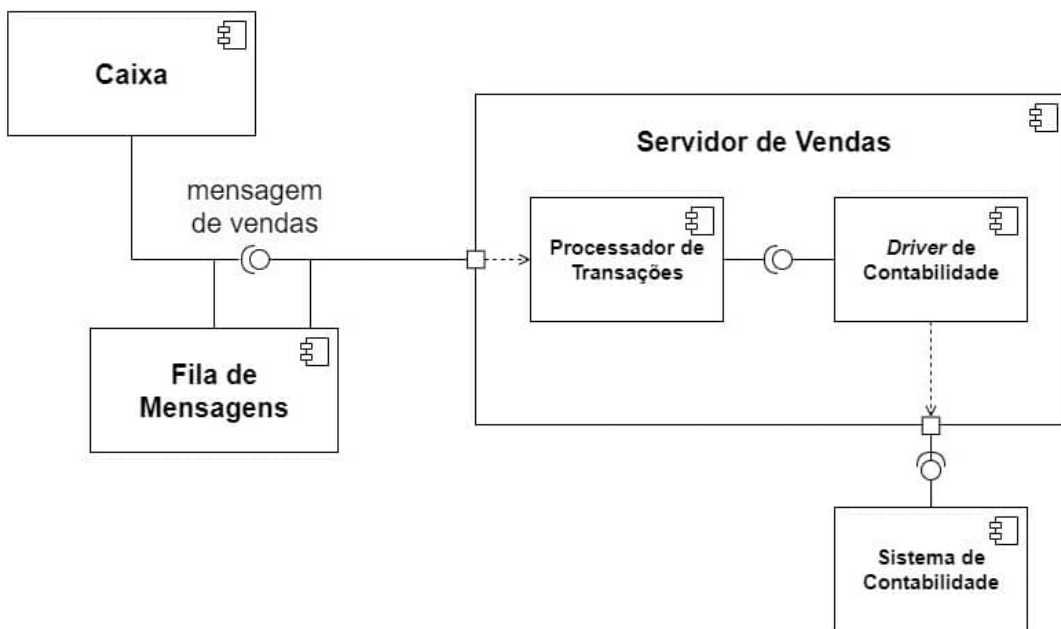 Caixa
mensagem
de vendas
Servidor de Vendas
Processador de
Transações
Driver de
Contabilidade
Fila de
Mensagens
Sistema de
Contabilidade